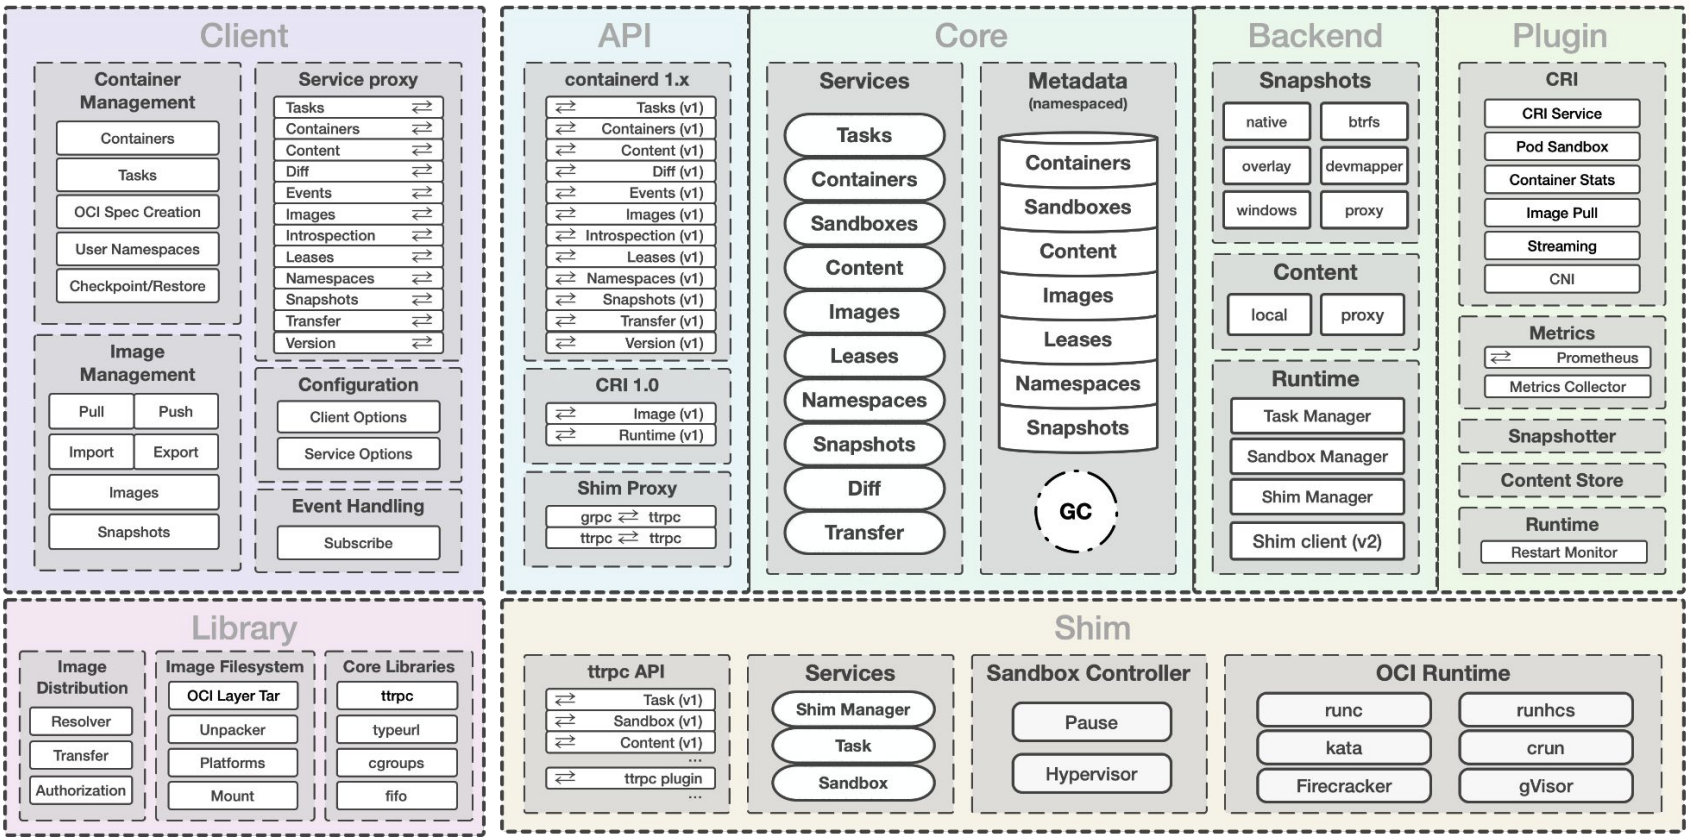 Client
Container
Management
Containers
Tasks
OCI Spec Creation
User Namespaces
Checkpoint/Restore
Image
Management
Pull Push
Import Export
Images
Snapshots
Service proxy
Tasks
Containers
Content
Diff
Events
Images
Introspection
Leases
Namespaces
Snapshots
Transfer
Version
Configuration
Client Options
Service Options
Event Handling
Subscribe
API
containerd 1.x
Tasks (v1)
Containers (v1)
Content (v1)
Diff (v1)
Events (v1)
Images (v1)
Introspection (v1)
Leases (v1)
Namespaces (v1)
Snapshots (v1)
Transfer (v1)
Version (v1)
CRI 1.0
Image (v1)
Runtime (v1)
Shim Proxy
grpc ⇄ ttrpc
ttrpc ⇄ ttrpc
Core
Services
Tasks
Containers
Sandboxes
Content
Images
Leases
Namespaces
Snapshots
Diff
Transfer
Metadata
(namespaced)
Containers
Sandboxes
Content
Images
Leases
Namespaces
Snapshots
GC
Backend
Snapshots
native btrfs
overlay devmapper
windows proxy
Content
local proxy
Runtime
Task Manager
Sandbox Manager
Shim Manager
Shim client (v2)
Plugin
CRI
CRI Service
Pod Sandbox
Container Stats
Image Pull
Streaming
CNI
Metrics
Prometheus
Metrics Collector
Snapshotter
Content Store
Runtime
Restart Monitor
Library
Image
Distribution
Resolver
Transfer
Authorization
Image Filesystem
OCI Layer Tar
Unpacker
Platforms
Mount
Core Libraries
ttrpc
typeurl
cgroups
fifo
Shim
ttrpc API
Task (v1)
Sandbox (v1)
Content (v1)
...
ttrpc plugin
...
Services
Shim Manager
Task
Sandbox
Sandbox Controller
Pause
Hypervisor
OCI Runtime
runc runhcs
kata crun
Firecracker gVisor